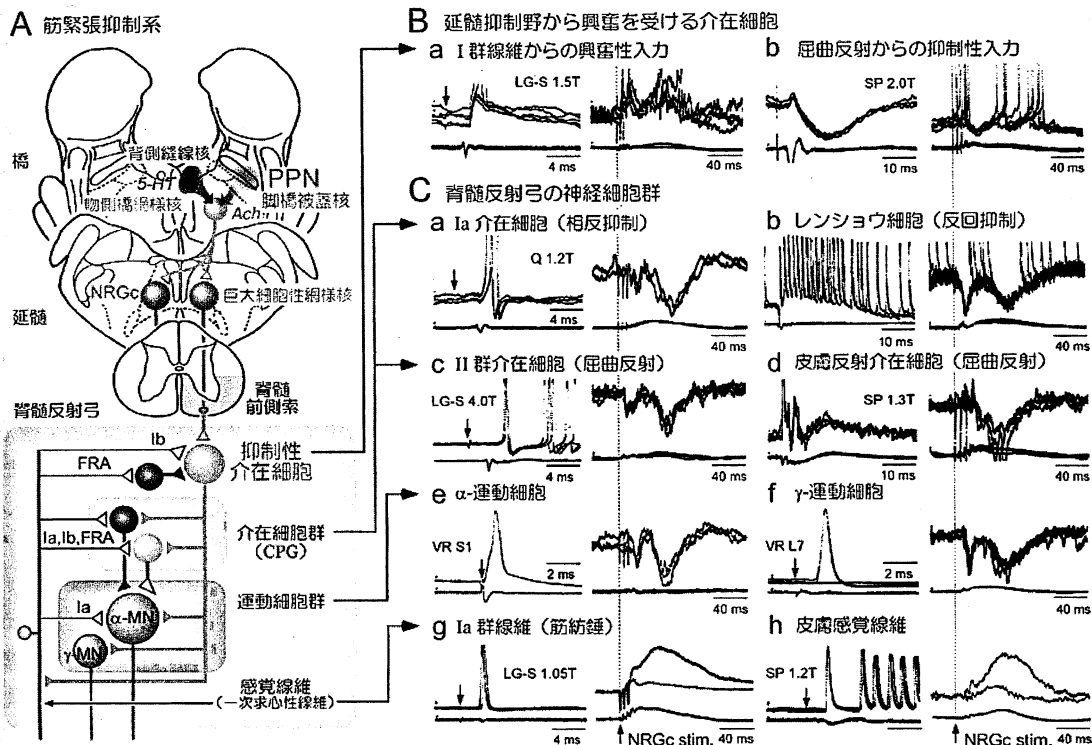 A 筋緊張抑制系
橋
背側縫線核
5-HT
PPN
吻側橋網様核
脚橋被蓋核
Ach
NRGc
巨大細胞性網様核
延髄
脊髄
前側索
脊髄反射弓
Ib
抑制性
介在細胞
FRA
介在細胞群
(CPG)
Ia,Ib,FRA
運動細胞群
Ia
α-MN
γ-MN
感覚線維
(一次求心性線維)
B 延髄抑制野から興奮を受ける介在細胞
a I 群線維からの興奮性入力
LG-S 1.5T
4 ms
40 ms
b 屈曲反射からの抑制性入力
SP 2.0T
10 ms
40 ms
C 脊髄反射弓の神経細胞群
a Ia 介在細胞（相反抑制）
Q 1.2T
4 ms
40 ms
b レンショウ細胞（反回抑制）
10 ms
40 ms
c II 群介在細胞（屈曲反射）
LG-S 4.0T
4 ms
40 ms
d 皮膚反射介在細胞（屈曲反射）
SP 1.3T
10 ms
40 ms
e α-運動細胞
VR S1
2 ms
40 ms
f γ-運動細胞
VR L7
2 ms
40 ms
g Ia 群線維（筋紡錘）
LG-S 1.05T
4 ms
NRGc stim.
40 ms
h 皮膚感覚線維
SP 1.2T
4 ms
NRGc stim.
40 ms